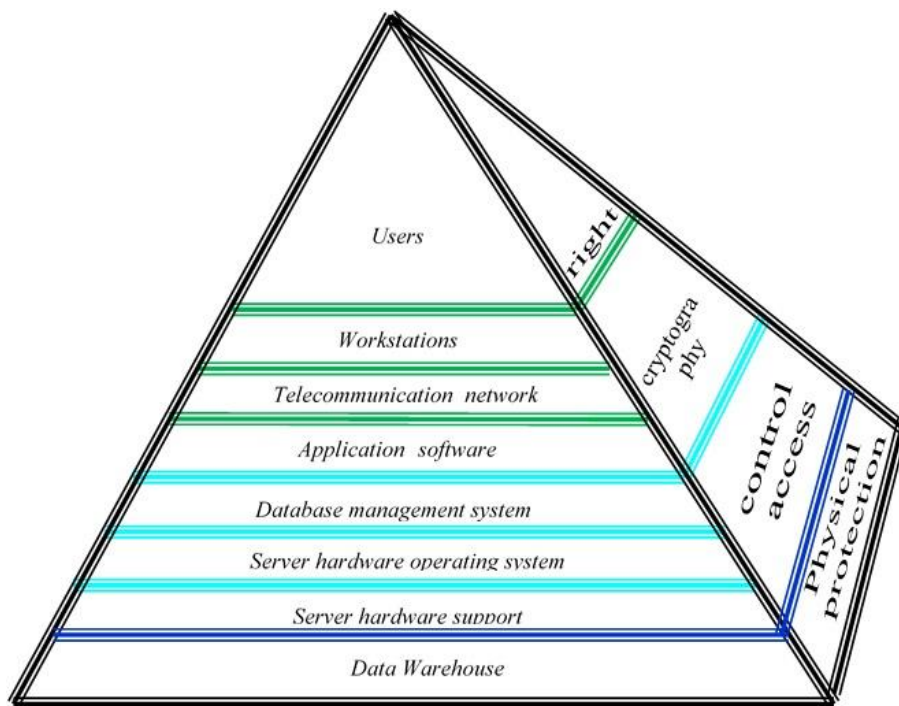 Users
Workstations
Telecommunication network
Application software
Database management system
Server hardware operating system
Server hardware support
Data Warehouse
right
cryptogra
phy
control
access
Physical
protection